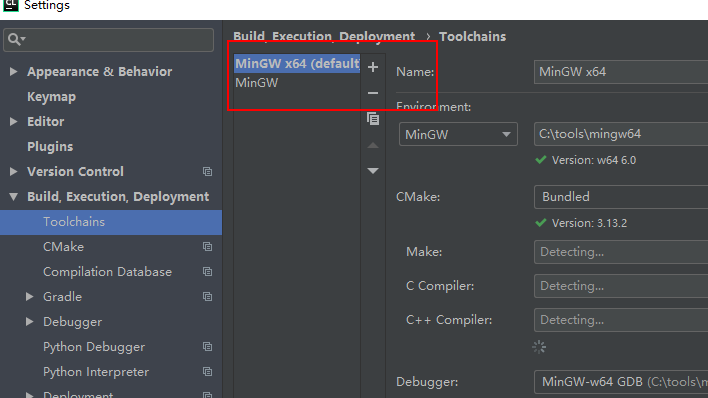 CL Settings
Build, Execution, Deployment › Toolchains
Appearance & Behavior
Keymap
Editor
Plugins
Version Control
Build, Execution, Deployment
Toolchains
CMake
Compilation Database
Gradle
Debugger
Python Debugger
Python Interpreter
Deployment
MinGW x64 (default
MinGW
Name: MinGW x64
Environment:
MinGW C:\tools\mingw64
Version: w64 6.0
CMake: Bundled
Version: 3.13.2
Make: Detecting...
C Compiler: Detecting...
C++ Compiler: Detecting...
Debugger: MinGW-w64 GDB (C:\tools\m